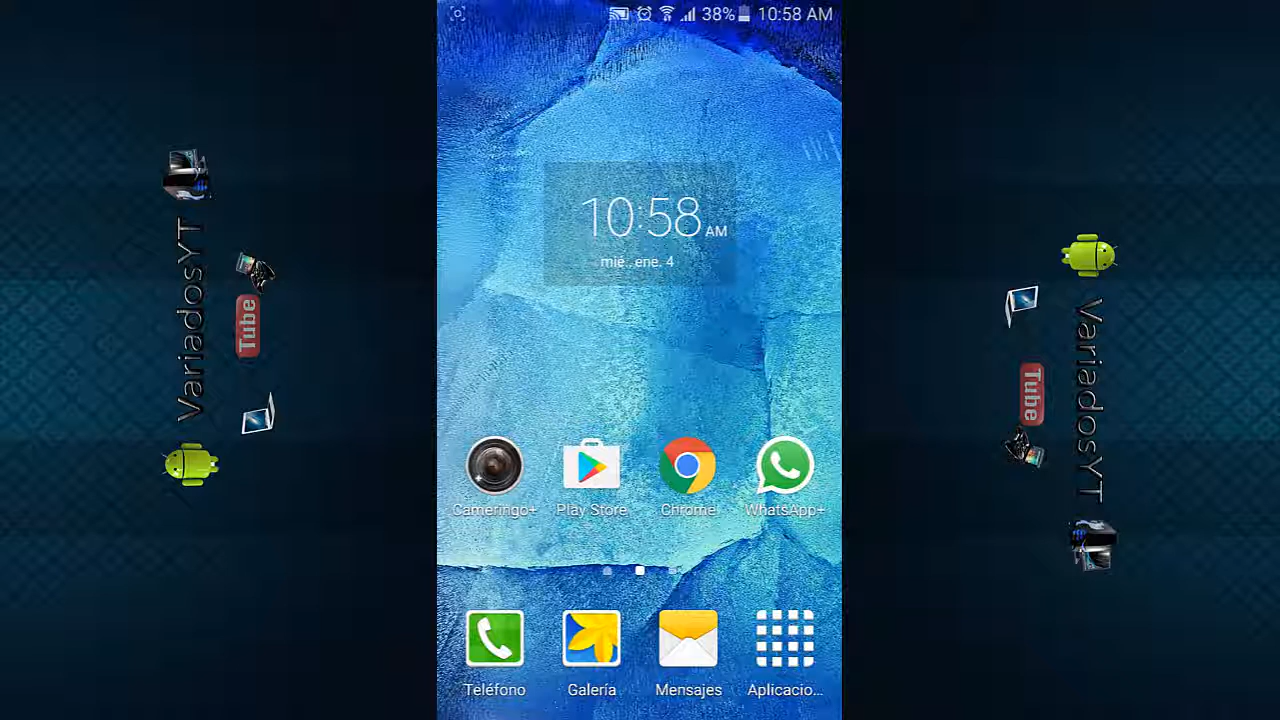 38% 10:58 AM
10:58 AM
mié., ene. 4
Cameringo+ Play Store Chrome WhatsApp+
Teléfono Galería Mensajes Aplicacio...
VariadosYT
Tube
VariadosYT
Tube